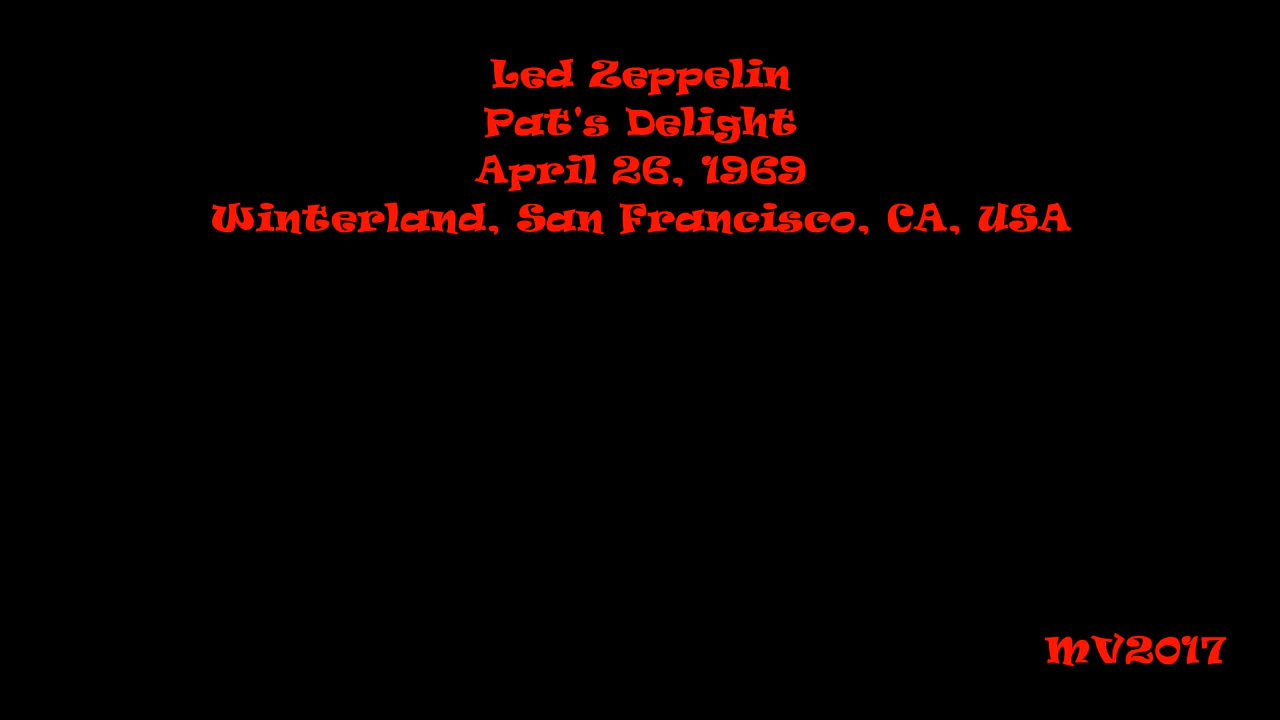 Led Zeppelin
Pat's Delight
April 26, 1969
Winterland, San Francisco, CA, USA
MV2017